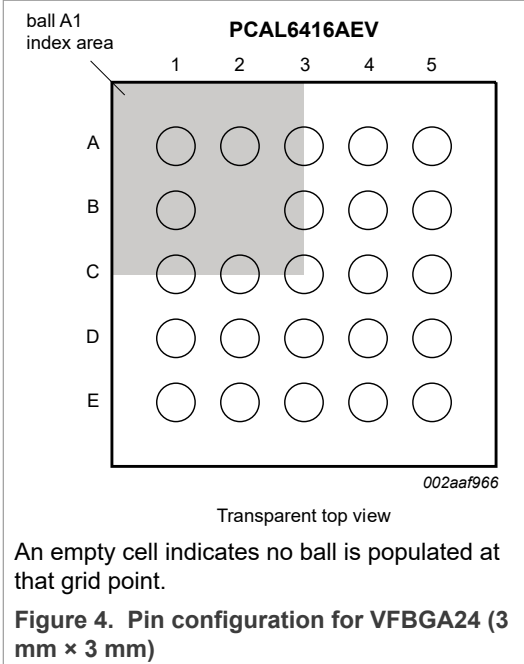 ball A1
index area
PCAL6416AEV
1 2 3 4 5
A
B
C
D
E
002aaf966
Transparent top view
An empty cell indicates no ball is populated at
that grid point.
Figure 4. Pin configuration for VFBGA24 (3
mm × 3 mm)